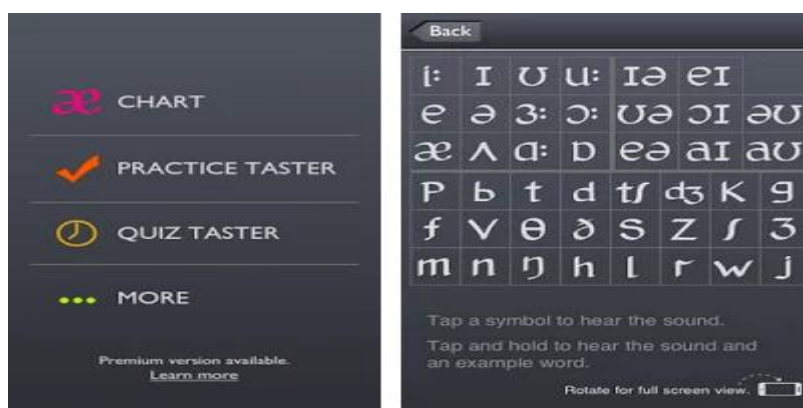 æ CHART
PRACTICE TASTER
QUIZ TASTER
MORE
Premium version available.
Learn more
Back
iː ɪ ʊ uː ɪə eɪ
e ə ɜː ɔː ʊə ɔɪ əʊ
æ ʌ ɑː ɒ eə aɪ aʊ
p b t d tʃ dʒ k g
f v θ ð s z ʃ ʒ
m n ŋ h l r w j
Tap a symbol to hear the sound.
Tap and hold to hear the sound and
an example word.
Rotate for full screen view.